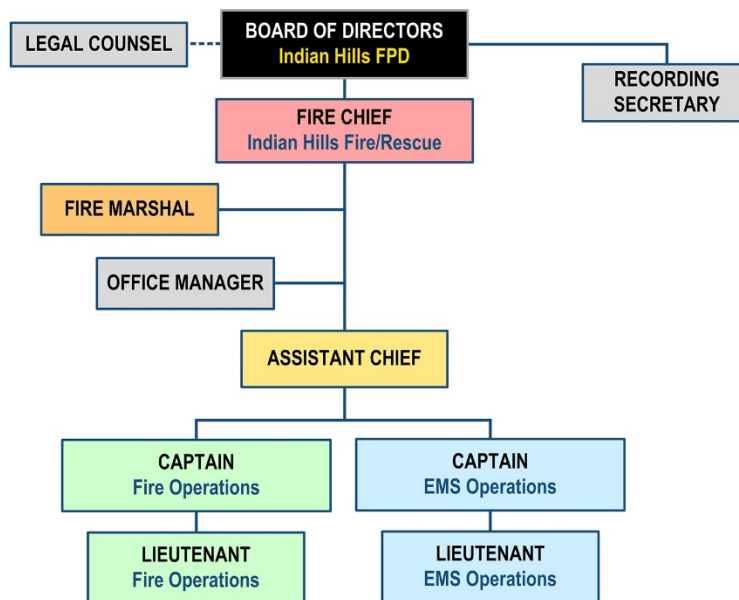 LEGAL COUNSEL
BOARD OF DIRECTORS
Indian Hills FPD
RECORDING
SECRETARY
FIRE CHIEF
Indian Hills Fire/Rescue
FIRE MARSHAL
OFFICE MANAGER
ASSISTANT CHIEF
CAPTAIN
Fire Operations
CAPTAIN
EMS Operations
LIEUTENANT
Fire Operations
LIEUTENANT
EMS Operations